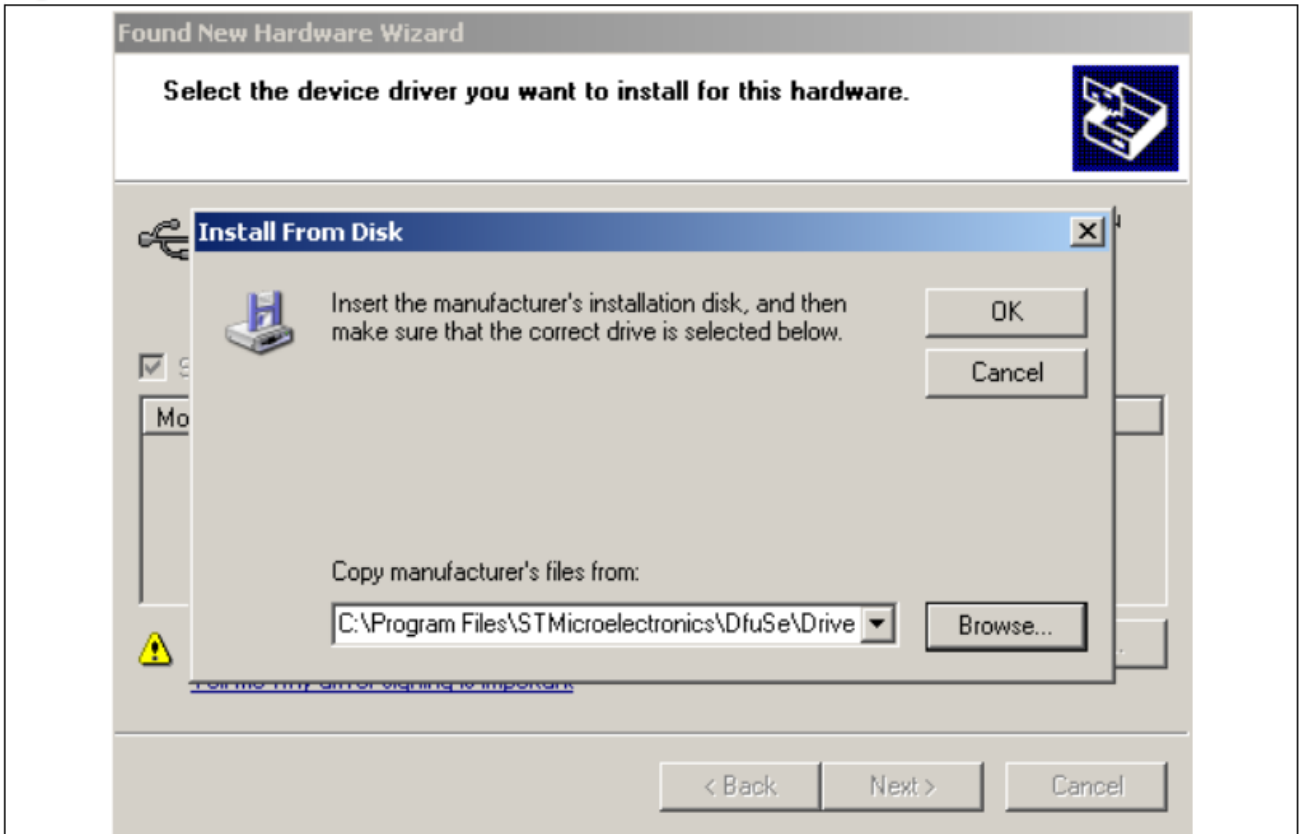 Found New Hardware Wizard
Select the device driver you want to install for this hardware.
Install From Disk
Insert the manufacturer's installation disk, and then
make sure that the correct drive is selected below.
OK
Cancel
Mo
Copy manufacturer's files from:
C:\Program Files\STMicroelectronics\DfuSe\Drive
Browse...
< Back
Next >
Cancel